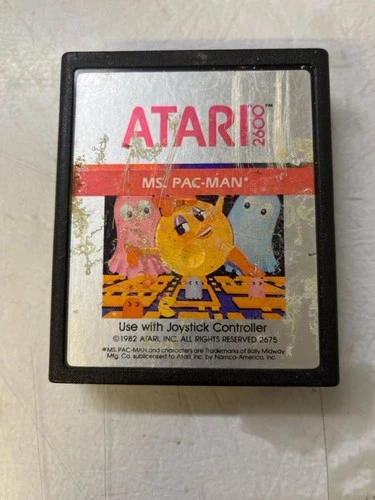 ATARI 2600™
MS. PAC-MAN*
Use with Joystick Controller
©1982 ATARI, INC. ALL RIGHTS RESERVED 2675
*MS. PAC-MAN and characters are Trademarks of Bally Midway
Mfg. Co. sublicensed to Atari, Inc. by Namco-America, Inc.